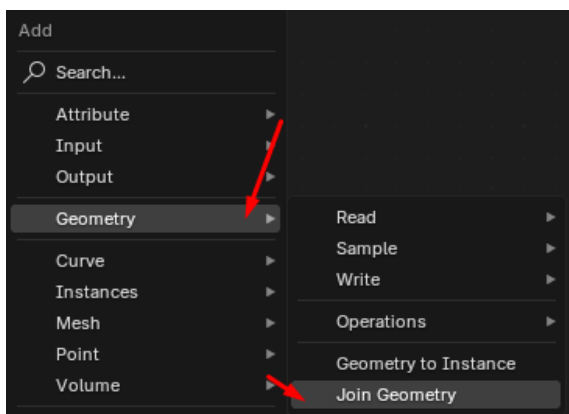 Add
Search...
Attribute
Input
Output
Geometry
Curve
Instances
Mesh
Point
Volume
Read
Sample
Write
Operations
Geometry to Instance
Join Geometry